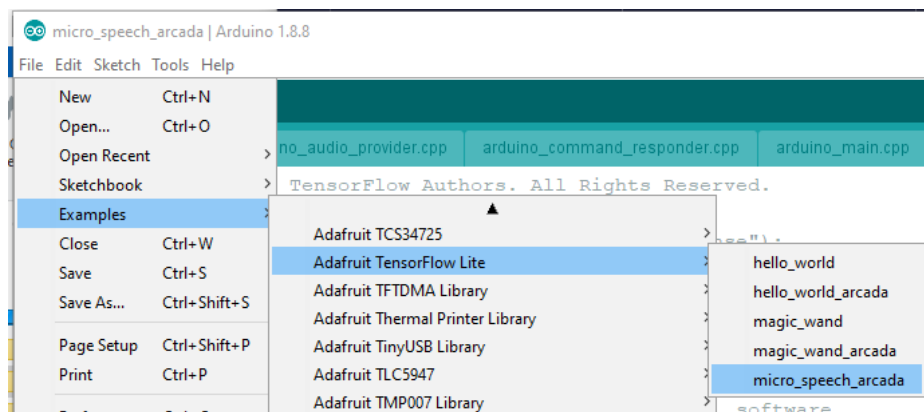 micro_speech_arcada | Arduino 1.8.8
File Edit Sketch Tools Help
New Ctrl+N
Open... Ctrl+O
Open Recent
Sketchbook
Examples
Close Ctrl+W
Save Ctrl+S
Save As... Ctrl+Shift+S
Page Setup Ctrl+Shift+P
Print Ctrl+P
no_audio_provider.cpp arduino_command_responder.cpp arduino_main.cpp
TensorFlow Authors. All Rights Reserved.
Adafruit TCS34725
Adafruit TensorFlow Lite
Adafruit TFTDMA Library
Adafruit Thermal Printer Library
Adafruit TinyUSB Library
Adafruit TLC5947
Adafruit TMP007 Library
hello_world
hello_world_arcada
magic_wand
magic_wand_arcada
micro_speech_arcada
software